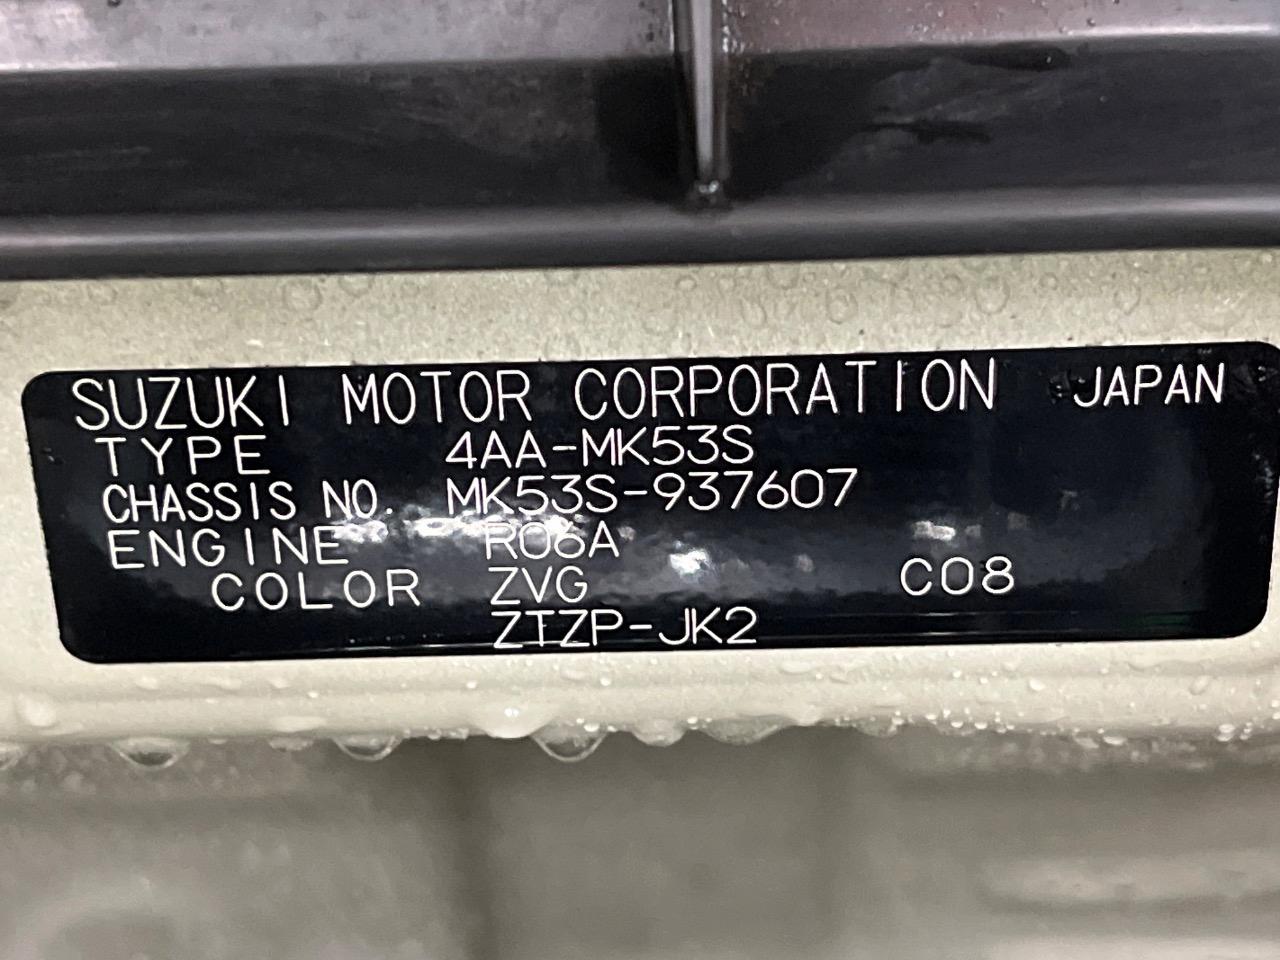 SUZUKI MOTOR CORPORATION JAPAN
TYPE 4AA-MK53S
CHASSIS NO. MK53S-937607
ENGINE R06A
COLOR ZVG C08
ZTZP-JK2